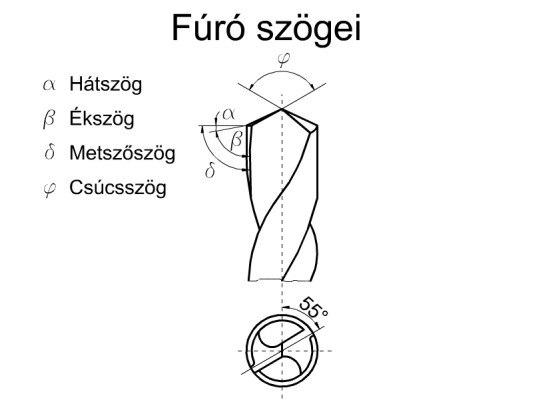 Fúró szögei
α Hátszög
β Ékszög
δ Metszőszög
φ Csúcsszög
φ
α
β
δ
55°